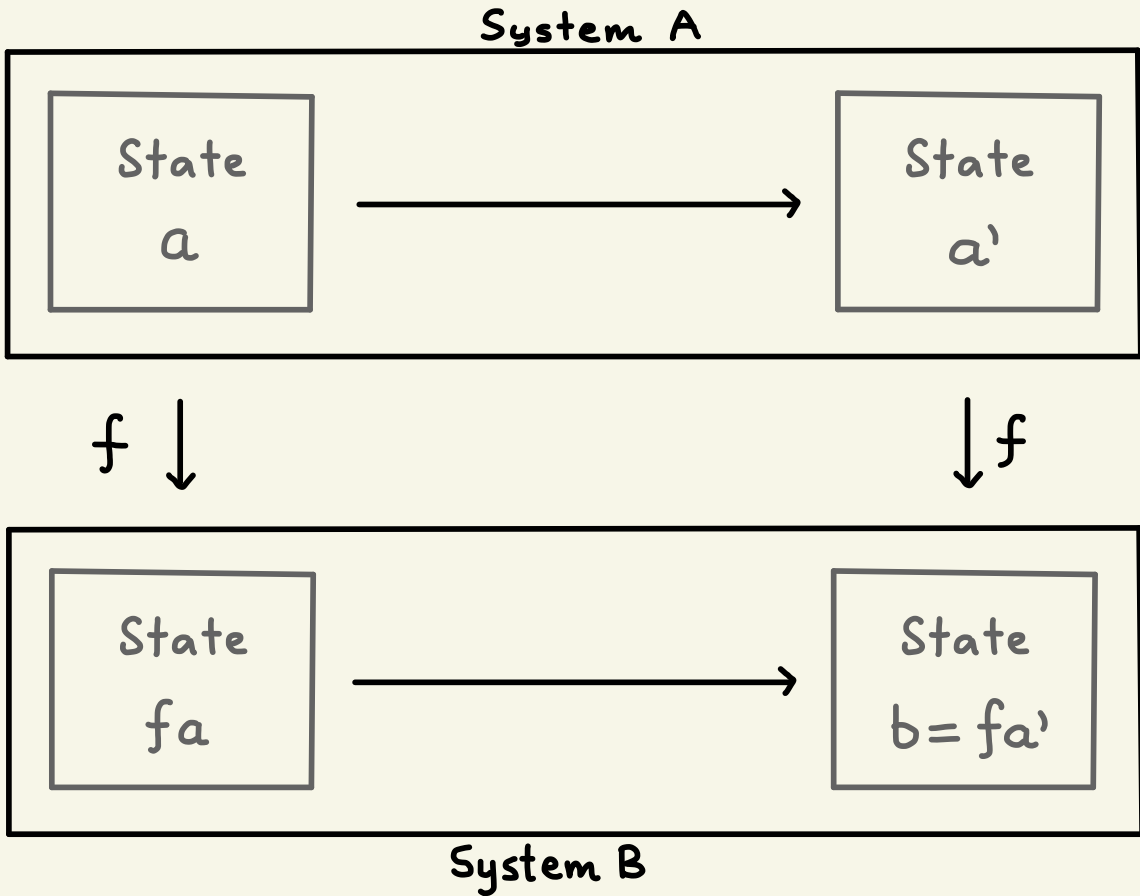 System A
State
a
State
a'
f
f
State
fa
State
b = fa'
System B